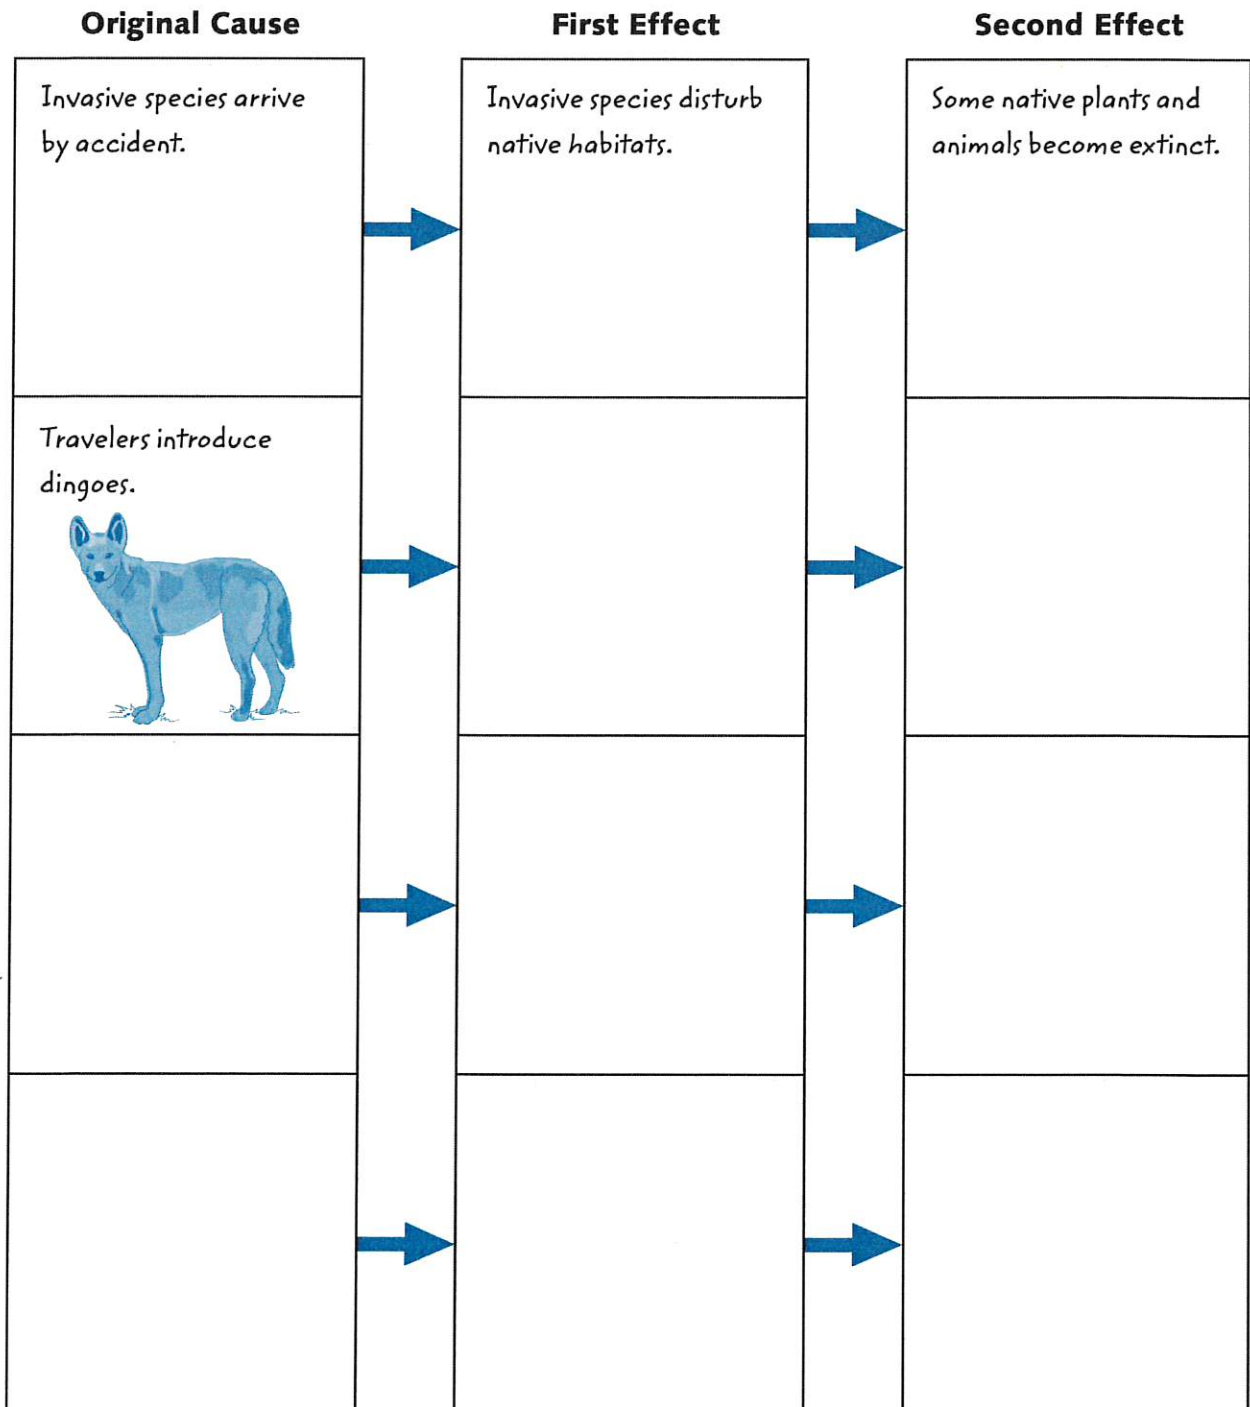 Original Cause
First Effect
Second Effect
Invasive species arrive
by accident.
Invasive species disturb
native habitats.
Some native plants and
animals become extinct.
Travelers introduce
dingoes.